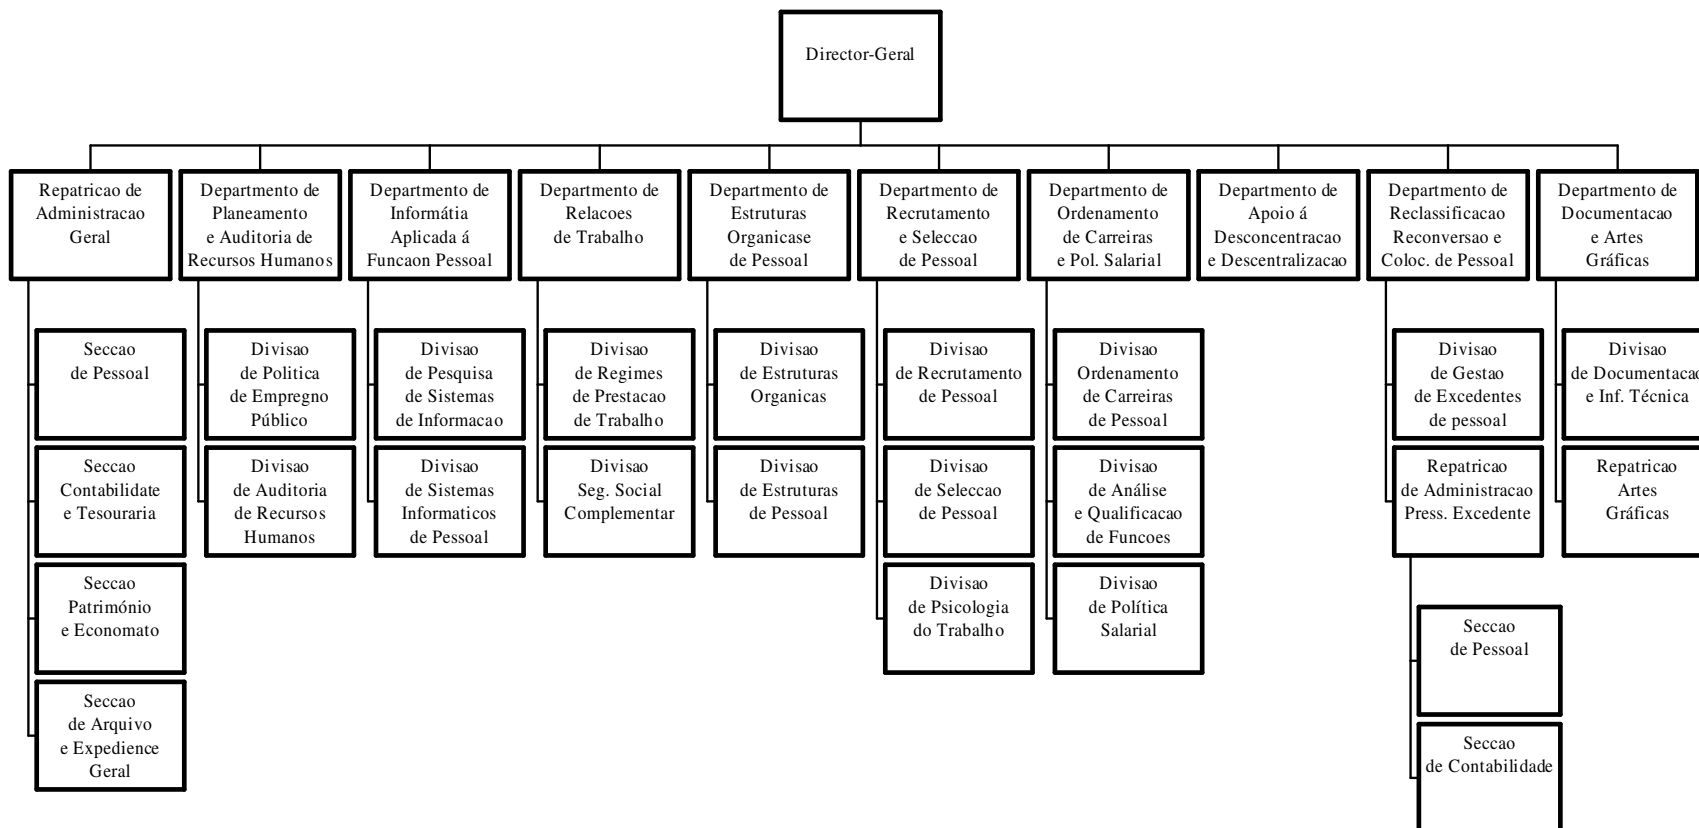 Director-Geral
Repatricao de
Administracao
Geral
Departmento de
Planeamento
e Auditoria de
Recursos Humanos
Departmento de
Informátia
Aplicada á
Funcaon Pessoal
Departmento de
Relacoes
de Trabalho
Departmento de
Estruturas
Organicase
de Pessoal
Departmento de
Recrutamento
e Seleccao
de Pessoal
Departmento de
Ordenamento
de Carreiras
e Pol. Salarial
Departmento de
Apoio á
Desconcentracao
e Descentralizacao
Departmento de
Reclassificacao
Reconversao e
Coloc. de Pessoal
Departmento de
Documentacao
e Artes
Gráficas
Seccao
de Pessoal
Divisao
de Politica
de Empregno
Público
Divisao
de Pesquisa
de Sistemas
de Informacao
Divisao
de Regimes
de Prestacao
de Trabalho
Divisao
de Estruturas
Organicas
Divisao
de Recrutamento
de Pessoal
Divisao
Ordenamento
de Carreiras
de Pessoal
Divisao
de Gestao
de Excedentes
de pessoal
Divisao
de Documentacao
e Inf. Técnica
Seccao
Contabilidate
e Tesouraria
Divisao
de Auditoria
de Recursos
Humanos
Divisao
de Sistemas
Informaticos
de Pessoal
Divisao
Seg. Social
Complementar
Divisao
de Estruturas
de Pessoal
Divisao
de Seleccao
de Pessoal
Divisao
de Análise
e Qualificacao
de Funcoes
Repatricao
de Administracao
Press. Excedente
Repatricao
Artes
Gráficas
Seccao
Património
e Economato
Divisao
de Psicologia
do Trabalho
Divisao
de Política
Salarial
Seccao
de Pessoal
Seccao
de Arquivo
e Expedience
Geral
Seccao
de Contabilidade